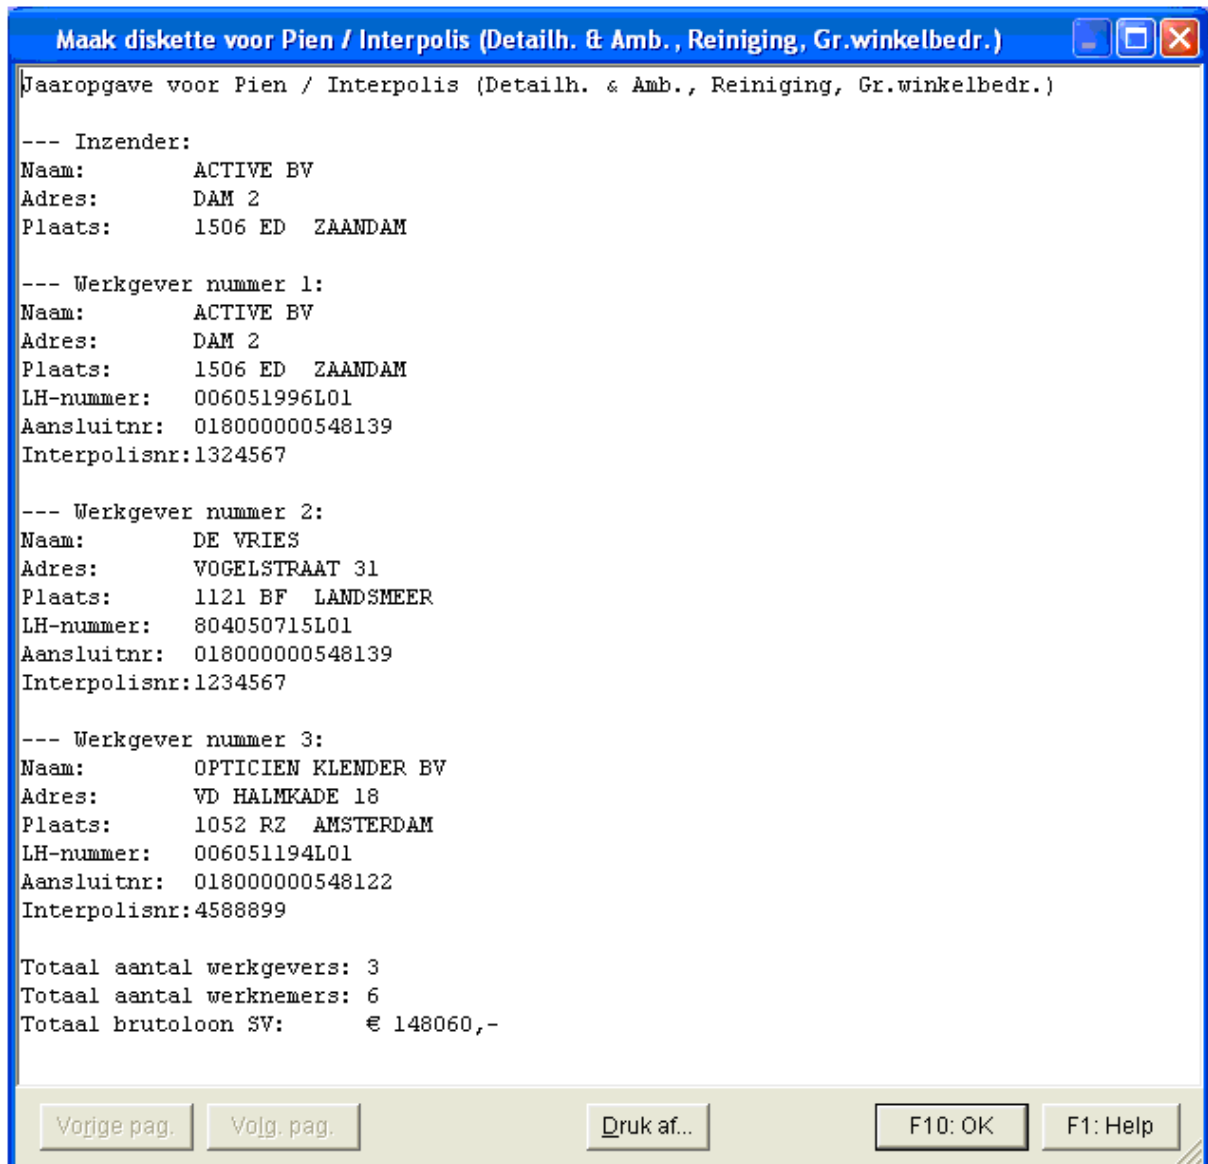 Maak diskette voor Pien / Interpolis (Detailh. & Amb., Reiniging, Gr.winkelbedr.)
Jaaropgave voor Pien / Interpolis (Detailh. & Amb., Reiniging, Gr.winkelbedr.)
--- Inzender:
Naam: ACTIVE BV
Adres: DAM 2
Plaats: 1506 ED ZAANDAM
--- Werkgever nummer 1:
Naam: ACTIVE BV
Adres: DAM 2
Plaats: 1506 ED ZAANDAM
LH-nummer: 006051996L01
Aansluitnr: 018000000548139
Interpolisnr:1324567
--- Werkgever nummer 2:
Naam: DE VRIES
Adres: VOGELSTRAAT 31
Plaats: 1121 BF LANDSMEER
LH-nummer: 804050715L01
Aansluitnr: 018000000548139
Interpolisnr:1234567
--- Werkgever nummer 3:
Naam: OPTICIEN KLENDER BV
Adres: VD HALMKADE 18
Plaats: 1052 RZ AMSTERDAM
LH-nummer: 006051194L01
Aansluitnr: 018000000548122
Interpolisnr:4588899
Totaal aantal werkgevers: 3
Totaal aantal werknemers: 6
Totaal brutoloon SV: € 148060,-
Vorige pag. Volg. pag. Druk af... F10: OK F1: Help